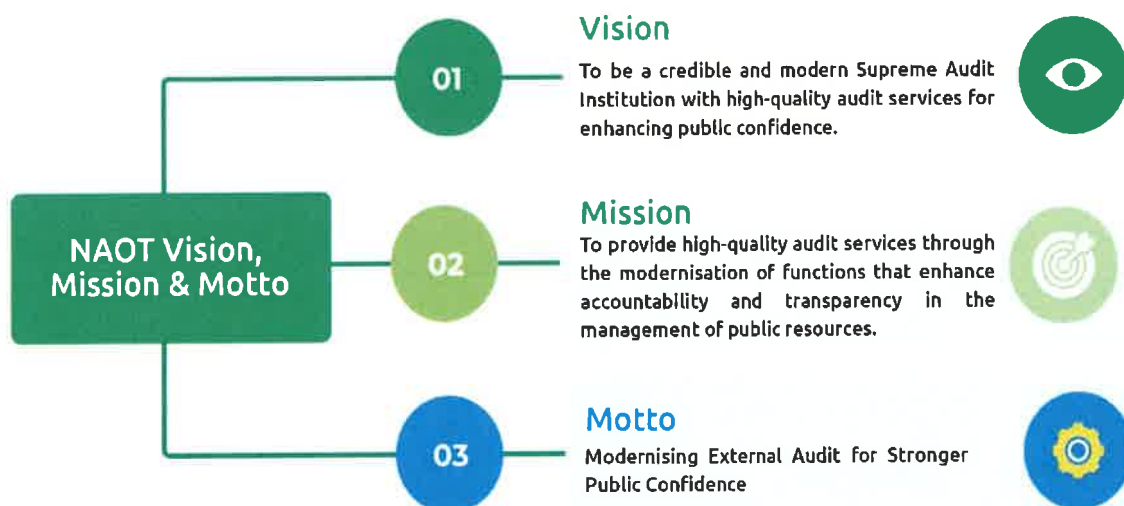 NAOT Vision,
Mission & Motto
01
Vision
To be a credible and modern Supreme Audit
Institution with high-quality audit services for
enhancing public confidence.
02
Mission
To provide high-quality audit services through
the modernisation of functions that enhance
accountability and transparency in the
management of public resources.
03
Motto
Modernising External Audit for Stronger
Public Confidence